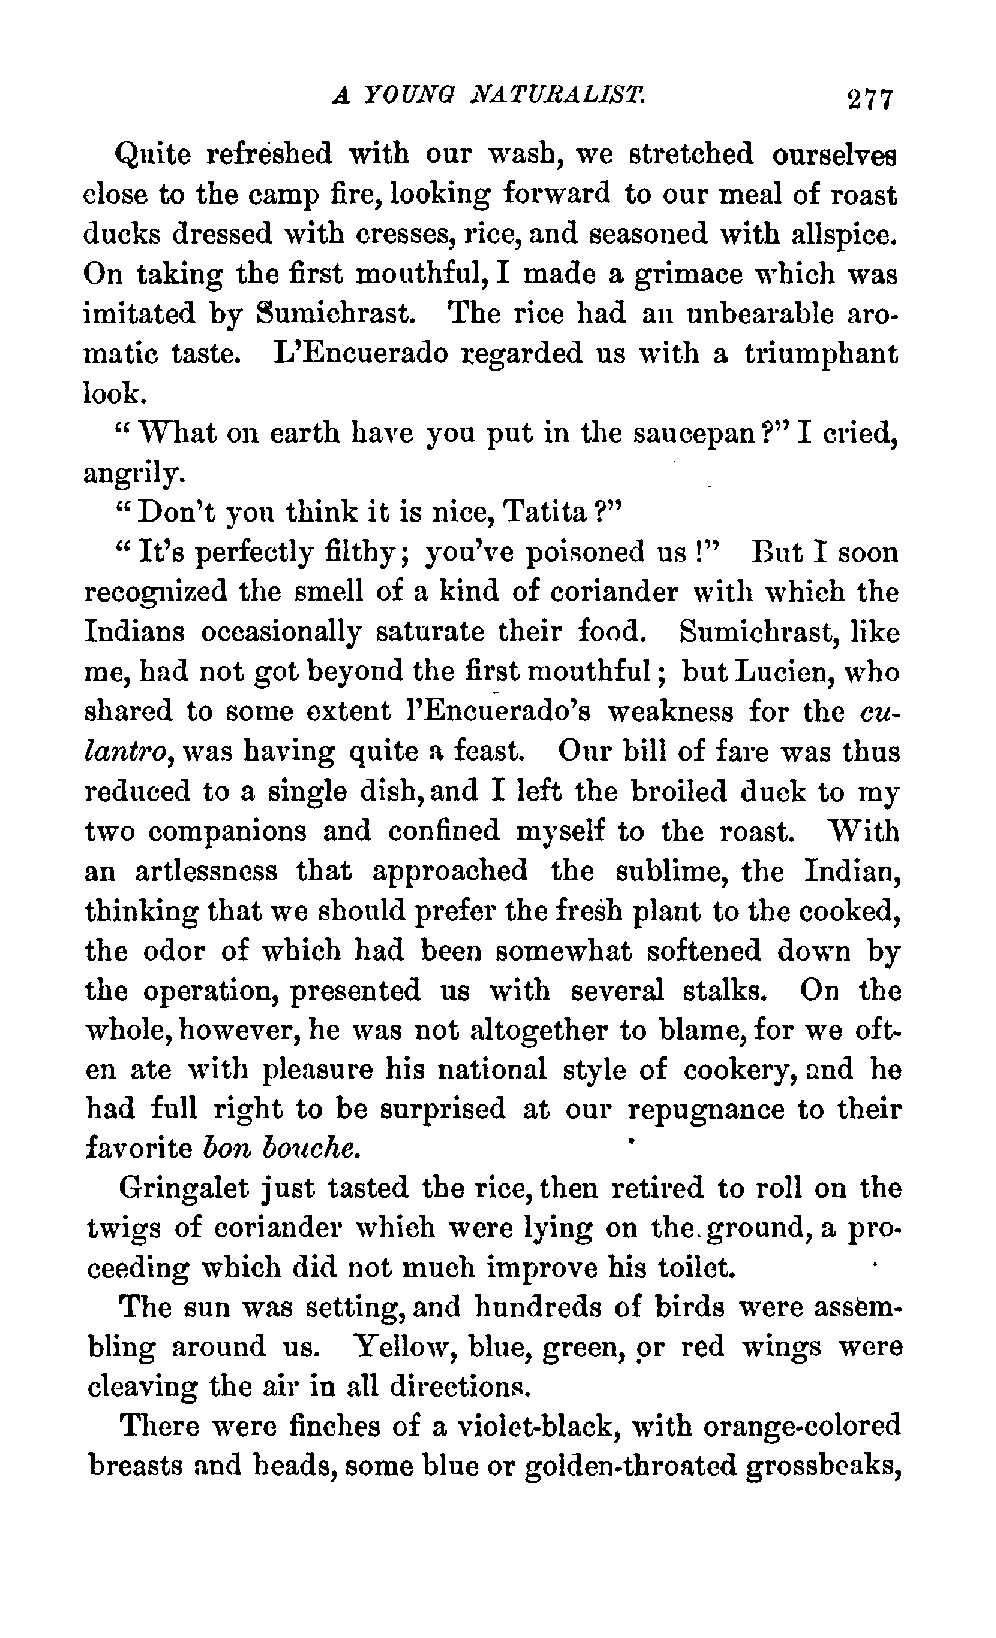 A YOUNG NATURALIST. 277
Quite refreshed with our wash, we stretched ourselves
close to the camp fire, looking forward to our meal of roast
ducks dressed with cresses, rice, and seasoned with allspice.
On taking the first mouthful, I made a grimace which was
imitated by Sumichrast. The rice had an unbearable aro-
matic taste. L'Encuerado regarded us with a triumphant
look.
"What on earth have you put in the saucepan?" I cried,
angrily.
"Don't you think it is nice, Tatita?"
"It's perfectly filthy; you've poisoned us!" But I soon
recognized the smell of a kind of coriander with which the
Indians occasionally saturate their food. Sumichrast, like
me, had not got beyond the first mouthful; but Lucien, who
shared to some extent l'Encuerado's weakness for the cu-
lantro, was having quite a feast. Our bill of fare was thus
reduced to a single dish, and I left the broiled duck to my
two companions and confined myself to the roast. With
an artlessness that approached the sublime, the Indian,
thinking that we should prefer the fresh plant to the cooked,
the odor of which had been somewhat softened down by
the operation, presented us with several stalks. On the
whole, however, he was not altogether to blame, for we oft-
en ate with pleasure his national style of cookery, and he
had full right to be surprised at our repugnance to their
favorite bon bouche.
Gringalet just tasted the rice, then retired to roll on the
twigs of coriander which were lying on the ground, a pro-
ceeding which did not much improve his toilet.
The sun was setting, and hundreds of birds were assem-
bling around us. Yellow, blue, green, or red wings were
cleaving the air in all directions.
There were finches of a violet-black, with orange-colored
breasts and heads, some blue or golden-throated grossbeaks,